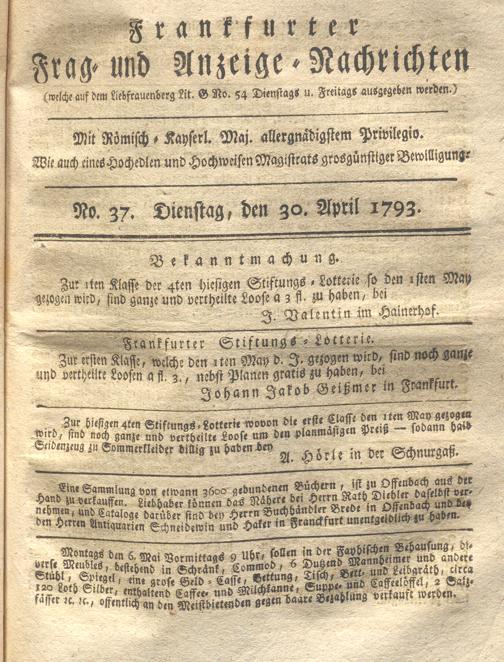 Frankfurter
Frag- und Anzeige-Nachrichten
(welche auf dem Liebfrauenberg Lit. G No. 54 Dienstags u. Freitags ausgegeben werden.)
Mit Römisch-Kayserl. Maj. allergnädigstem Privilegio.
Wie auch eines Hochedlen und Hochweisen Magistrats grosgünstiger Bewilligung.
No. 37. Dienstag, den 30. April 1793.
Bekanntmachung.
Zur 1ten Klasse der 4ten hiesigen Stiftungs-Lotterie so den 1sten May
gezogen wird, sind ganze und vertheilte Loose a 3 fl. zu haben, bei
J. Valentin im Hainerhof.
Frankfurter Stiftungs-Lotterie.
Zur ersten Klasse, welche den 1ten May d. J. gezogen wird, sind noch ganze
und vertheilte Loosen a fl. 3., nebst Planen gratis zu haben, bei
Johann Jakob Geißmer in Frankfurt.
Zur hiesigen 4ten Stiftungs-Lotterie wovon die erste Classe den 1ten May gezogen
wird, sind noch ganze und vertheilte Loose um den planmäsigen Preiß — sodann halb
Seidenzeug zu Sommerkleider billig zu haben bey
A. Hörle in der Schnurgaß.
Eine Sammlung von etwann 3600 gebundenen Büchern, ist zu Offenbach aus der
Hand zu verkauffen. Liebhaber können das Nähere bei Herrn Rath Diehler daselbst ver-
nehmen, und Cataloge darüber sind bey Herrn Buchhändler Brede in Offenbach und bey
den Herren Antiquarien Schneidewin und Haker in Franckfurt unentgeldlich zu haben.
Montags den 6. Mai Vormittags 9 Uhr, sollen in der Faybischen Behausung, di-
verse Meubles, bestehend in Schränk, Commod, 6 Dutzend Mannheimer und andere
Stühl, Spiegel, eine grose Geld-Casse, Bettung, Tisch, Bett- und Leibgräth, circa
120 Loth Silber, enthaltend Caffee- und Milchkanne, Suppe- und Caffeelöffel, 2 Salz-
fässer ꝛc. ꝛc., öffentlich an den Meistbietenden gegen baare Bezahlung verkauft werden.